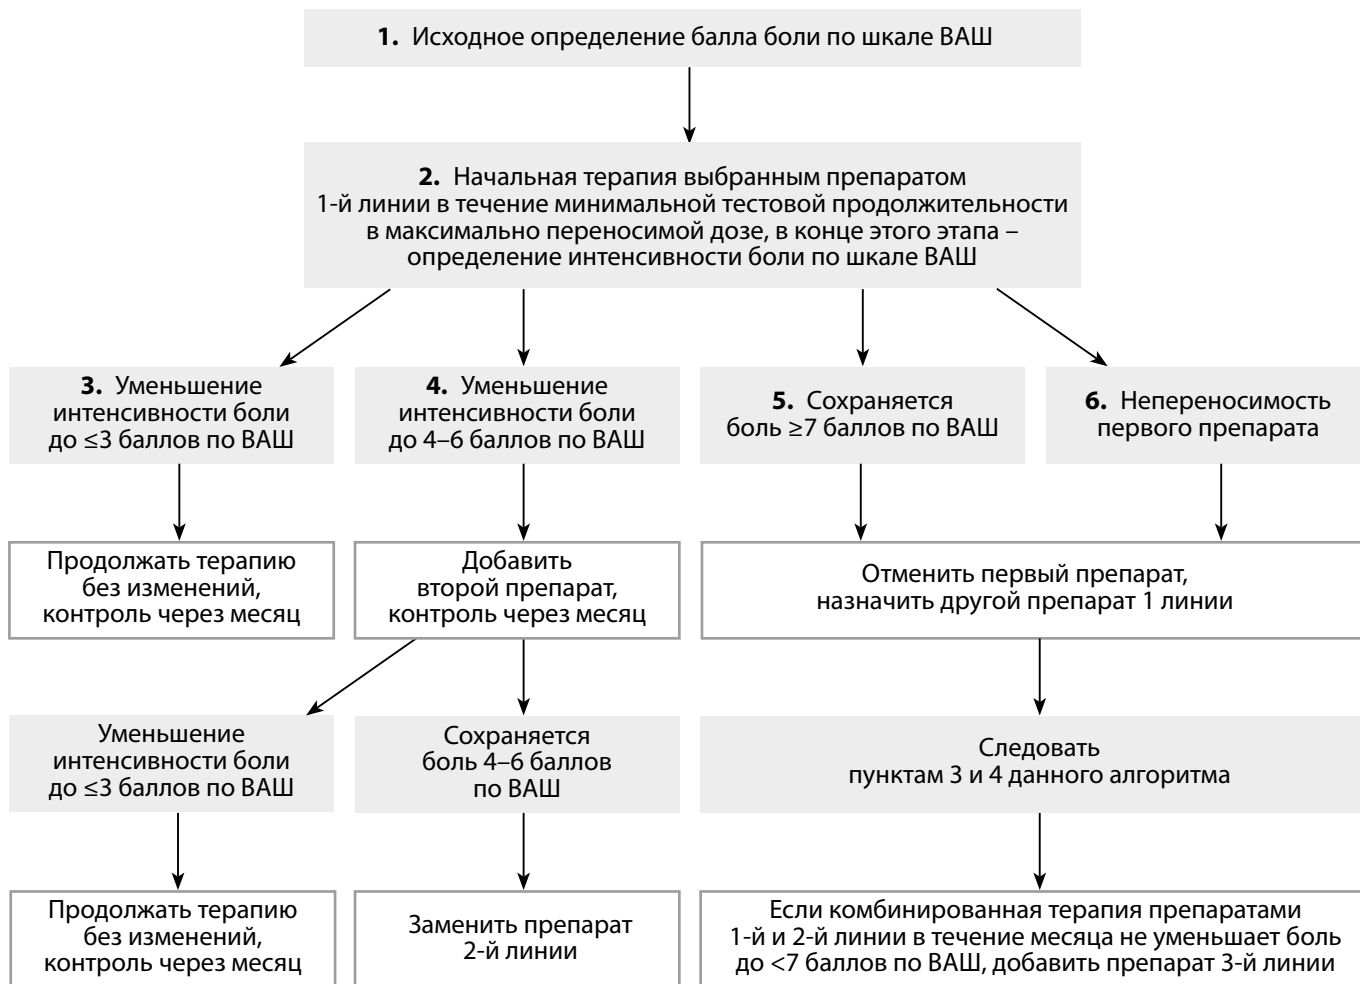 1. Исходное определение балла боли по шкале ВАШ
2. Начальная терапия выбранным препаратом
1-й линии в течение минимальной тестовой продолжительности
в максимально переносимой дозе, в конце этого этапа –
определение интенсивности боли по шкале ВАШ
3. Уменьшение
интенсивности боли
до ≤3 баллов по ВАШ
4. Уменьшение
интенсивности боли
до 4–6 баллов по ВАШ
5. Сохраняется
боль ≥7 баллов по ВАШ
6. Непереносимость
первого препарата
Продолжать терапию
без изменений,
контроль через месяц
Добавить
второй препарат,
контроль через месяц
Отменить первый препарат,
назначить другой препарат 1 линии
Уменьшение
интенсивности боли
до ≤3 баллов по ВАШ
Сохраняется
боль 4–6 баллов
по ВАШ
Следовать
пунктам 3 и 4 данного алгоритма
Продолжать терапию
без изменений,
контроль через месяц
Заменить препарат
2-й линии
Если комбинированная терапия препаратами
1-й и 2-й линии в течение месяца не уменьшает боль
до <7 баллов по ВАШ, добавить препарат 3-й линии